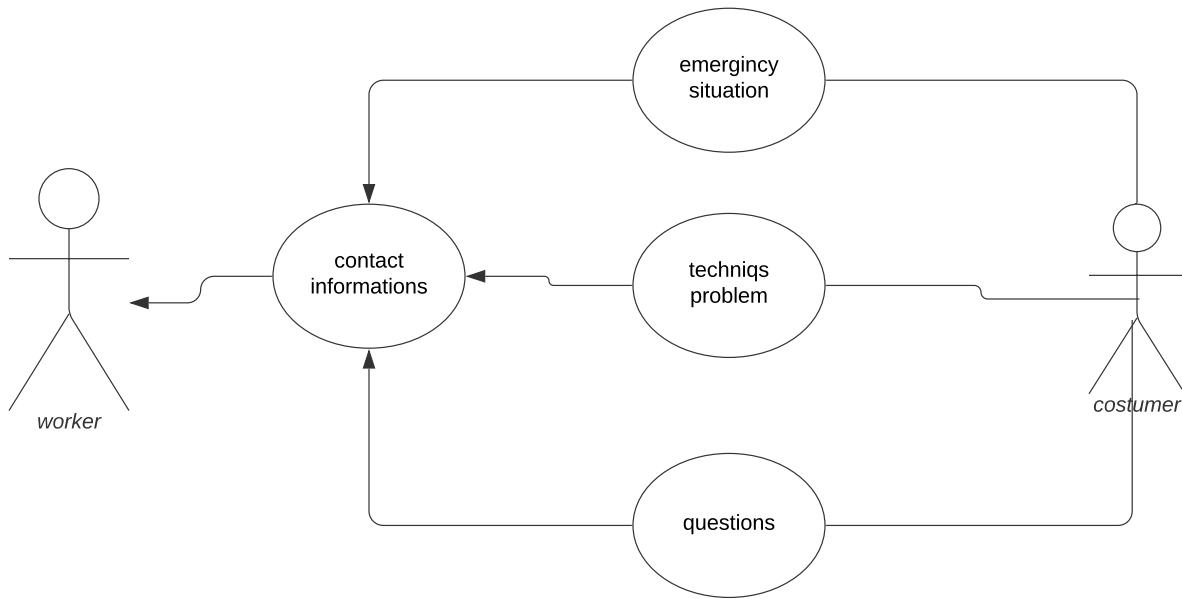 emergincy
situation
contact
informations
techniqs
problem
worker
costumer
questions